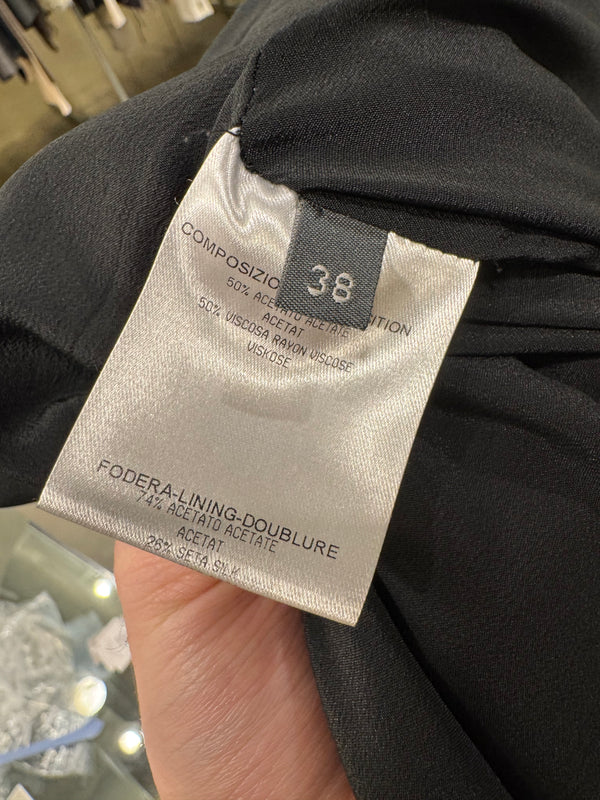 38
COMPOSIZIO
ITION
50% ACETATO ACETATE
ACETAT
50% VISCOSA RAYON VISCOSE
VISKOSE
FODERA-LINING-DOUBLURE
74% ACETATO ACETATE
ACETAT
26% SETA SILK